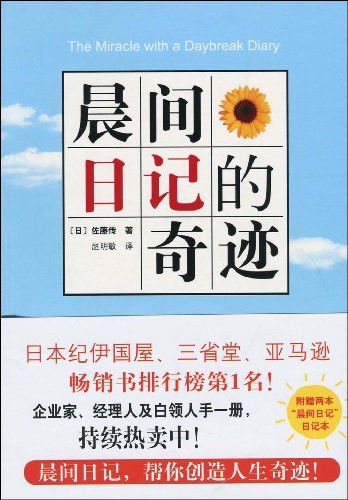 The Miracle with a Daybreak Diary
晨间
日记的
奇迹
［日］佐藤传 著
赵明敏 译
日本纪伊国屋、三省堂、亚马逊
畅销书排行榜第1名！
企业家、经理人及白领人手一册，
持续热卖中！
附赠两本
“晨间日记”
日记本
晨间日记，帮你创造人生奇迹！